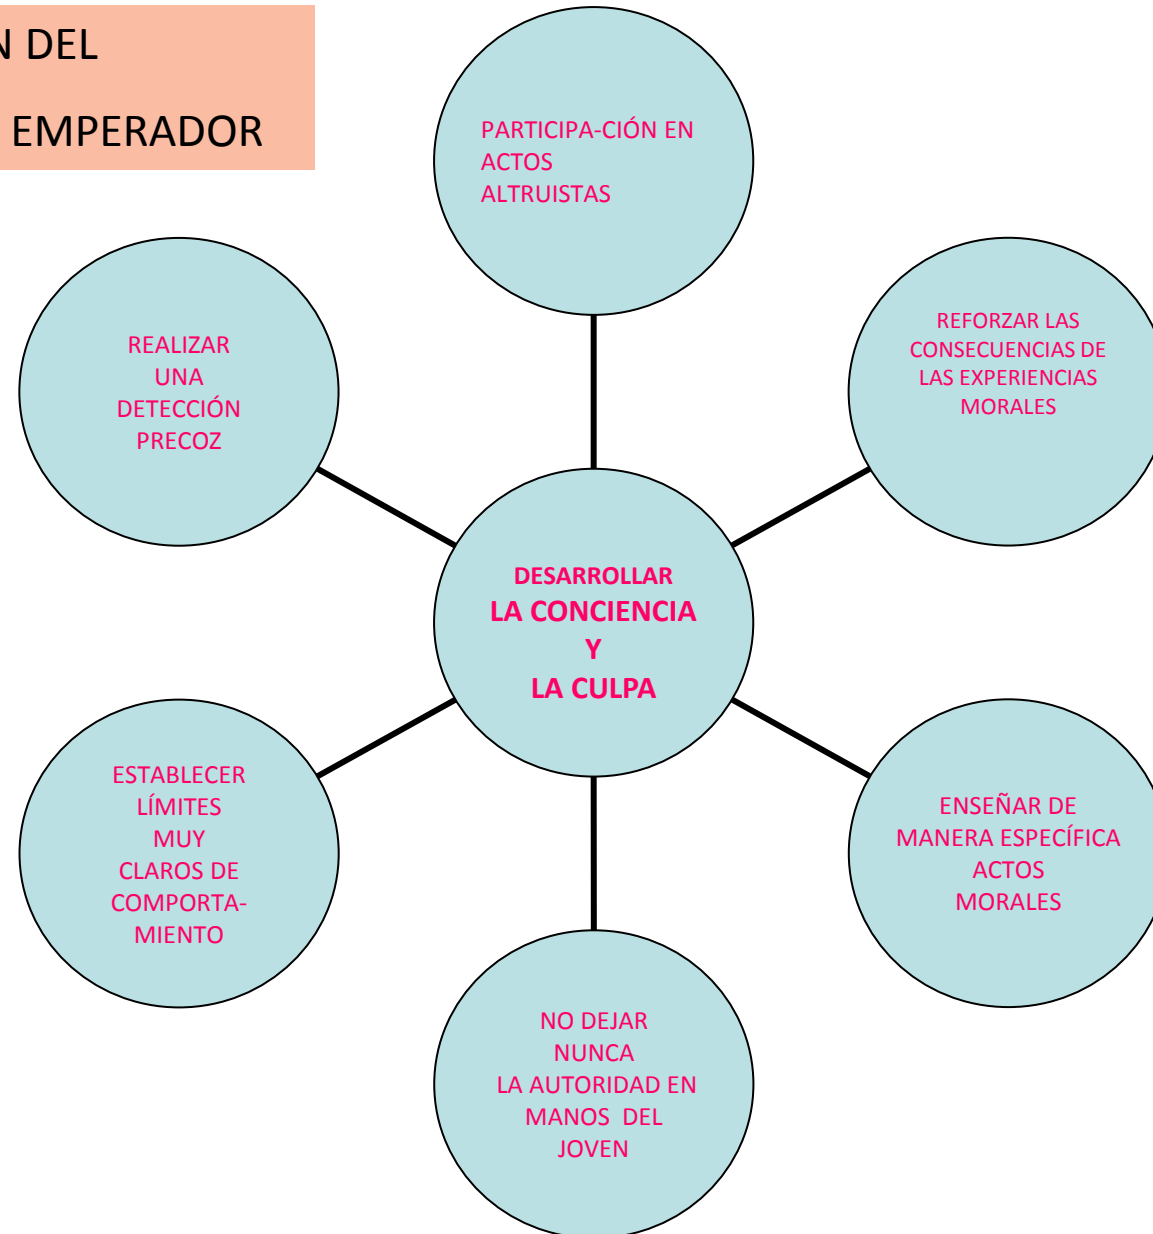 N DEL
EMPERADOR
PARTICIPA-CIÓN EN
ACTOS
ALTRUISTAS
REFORZAR LAS
CONSECUENCIAS DE
LAS EXPERIENCIAS
MORALES
ENSEÑAR DE
MANERA ESPECÍFICA
ACTOS
MORALES
NO DEJAR
NUNCA
LA AUTORIDAD EN
MANOS DEL
JOVEN
ESTABLECER
LÍMITES
MUY
CLAROS DE
COMPORTA-
MIENTO
REALIZAR
UNA
DETECCIÓN
PRECOZ
DESARROLLAR
LA CONCIENCIA
Y
LA CULPA